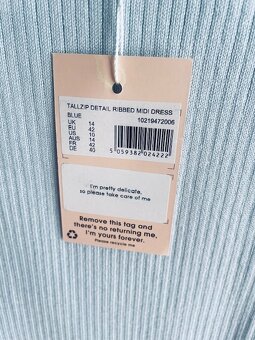 TALLZIP DETAIL RIBBED MIDI DRESS
BLUE 10219472006
UK 14
EU 42
US 10
AUS 14
FR 42
DE 40
5 059382 024222
I'm pretty delicate,
so please take care of me
Remove this tag and
there's no returning me,
I'm yours forever.
Please recycle me